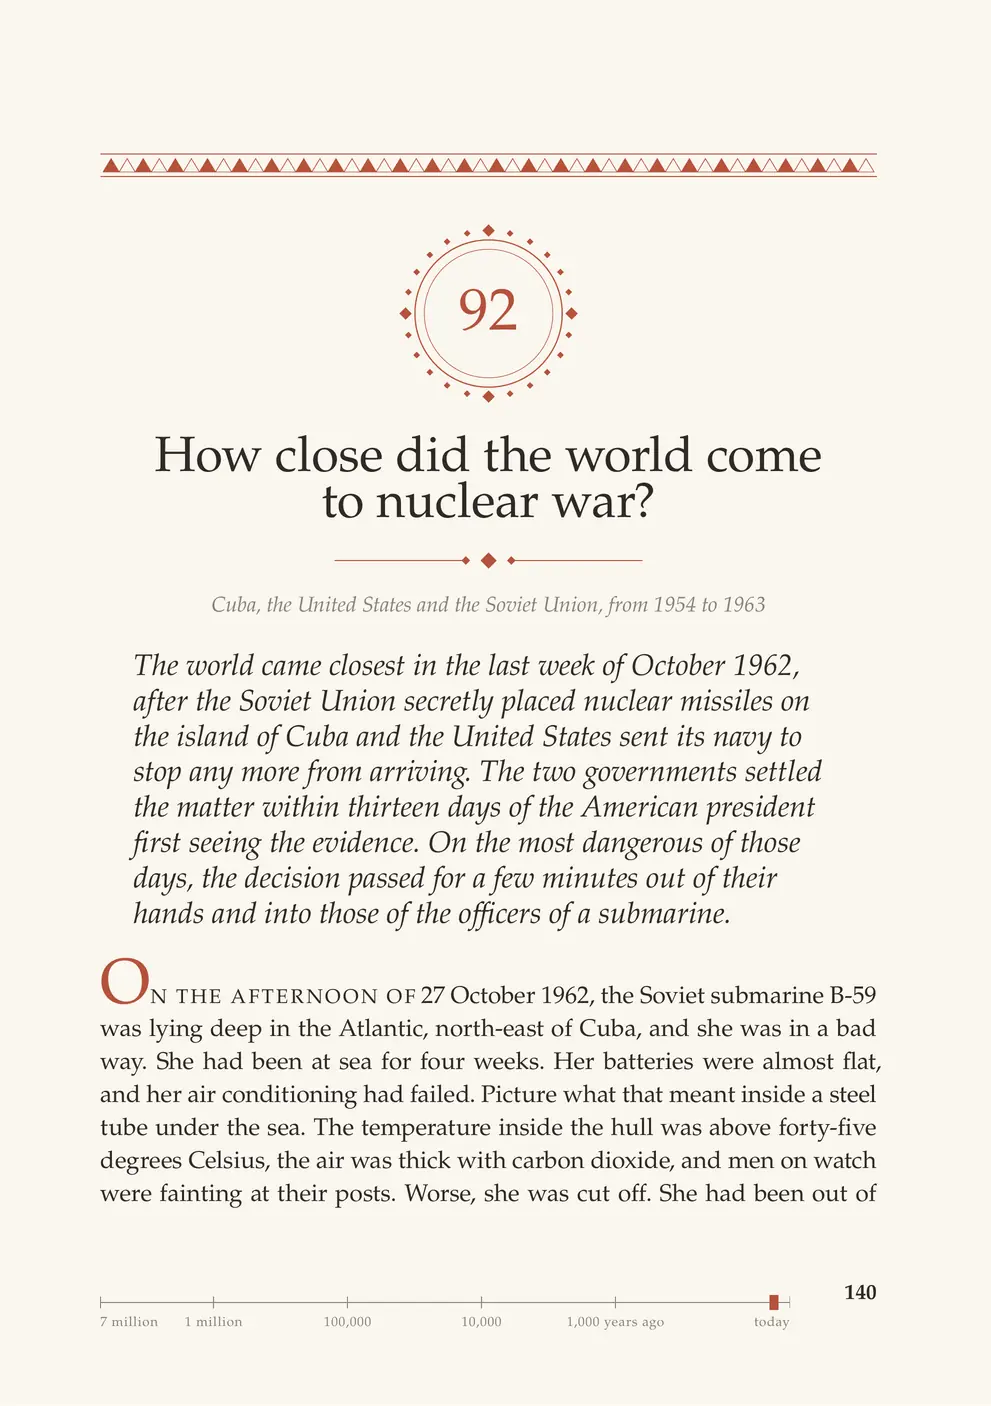 92
How close did the world come
to nuclear war?
Cuba, the United States and the Soviet Union, from 1954 to 1963
The world came closest in the last week of October 1962,
after the Soviet Union secretly placed nuclear missiles on
the island of Cuba and the United States sent its navy to
stop any more from arriving. The two governments settled
the matter within thirteen days of the American president
first seeing the evidence. On the most dangerous of those
days, the decision passed for a few minutes out of their
hands and into those of the officers of a submarine.
ON THE AFTERNOON OF 27 October 1962, the Soviet submarine B-59
was lying deep in the Atlantic, north-east of Cuba, and she was in a bad
way. She had been at sea for four weeks. Her batteries were almost flat,
and her air conditioning had failed. Picture what that meant inside a steel
tube under the sea. The temperature inside the hull was above forty-five
degrees Celsius, the air was thick with carbon dioxide, and men on watch
were fainting at their posts. Worse, she was cut off. She had been out of
140
7 million 1 million 100,000 10,000 1,000 years ago today